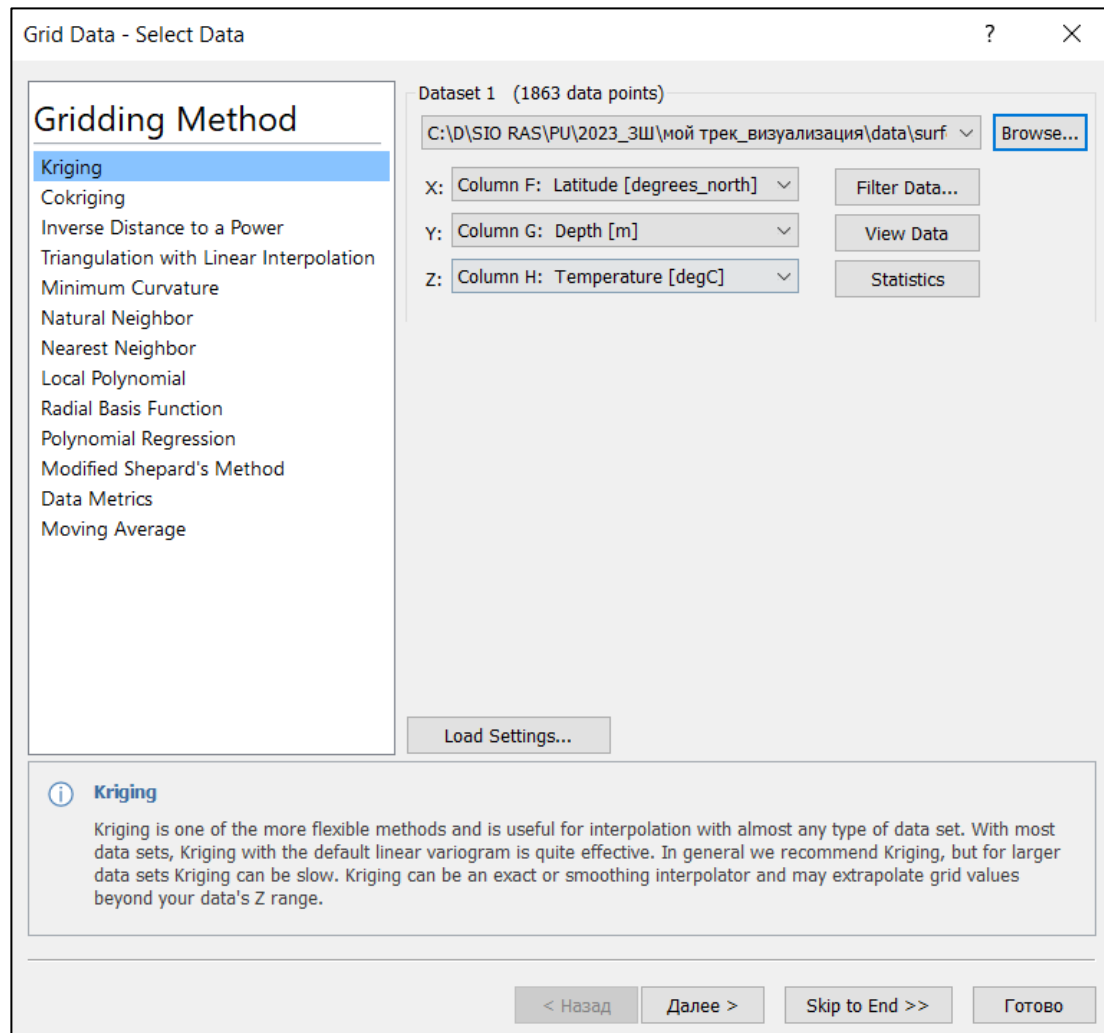 Grid Data - Select Data
?
Gridding Method
Kriging
Cokriging
Inverse Distance to a Power
Triangulation with Linear Interpolation
Minimum Curvature
Natural Neighbor
Nearest Neighbor
Local Polynomial
Radial Basis Function
Polynomial Regression
Modified Shepard's Method
Data Metrics
Moving Average
Dataset 1 (1863 data points)
C:\D\SIO RAS\PU\2023_ЗШ\мой трек_визуализация\data\surf
Browse...
X: Column F: Latitude [degrees_north]
Filter Data...
Y: Column G: Depth [m]
View Data
Z: Column H: Temperature [degC]
Statistics
Load Settings...
Kriging
Kriging is one of the more flexible methods and is useful for interpolation with almost any type of data set. With most
data sets, Kriging with the default linear variogram is quite effective. In general we recommend Kriging, but for larger
data sets Kriging can be slow. Kriging can be an exact or smoothing interpolator and may extrapolate grid values
beyond your data's Z range.
< Назад
Далее >
Skip to End >>
Готово